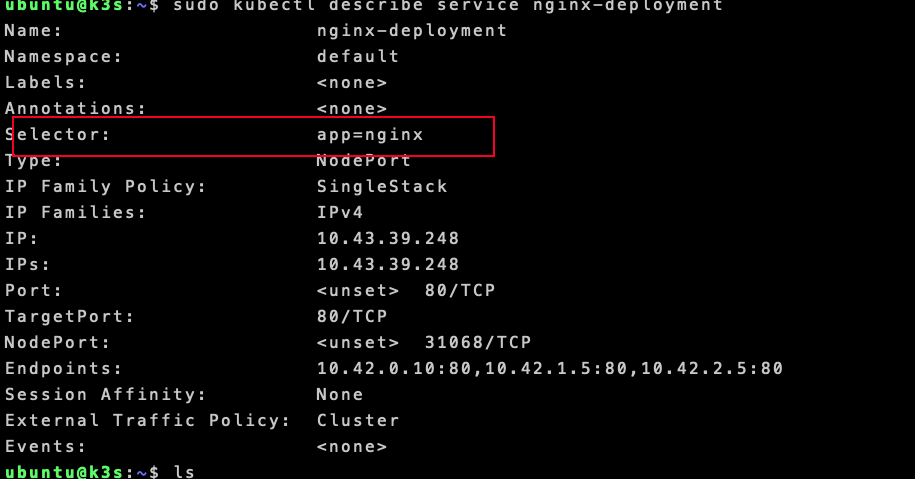 ubuntu@k3s:~$ sudo kubectl describe service nginx-deployment
Name:                     nginx-deployment
Namespace:                default
Labels:                   <none>
Annotations:              <none>
Selector:                 app=nginx
Type:                     NodePort
IP Family Policy:         SingleStack
IP Families:              IPv4
IP:                       10.43.39.248
IPs:                      10.43.39.248
Port:                     <unset>  80/TCP
TargetPort:               80/TCP
NodePort:                 <unset>  31068/TCP
Endpoints:                10.42.0.10:80,10.42.1.5:80,10.42.2.5:80
Session Affinity:         None
External Traffic Policy:  Cluster
Events:                   <none>
ubuntu@k3s:~$ ls